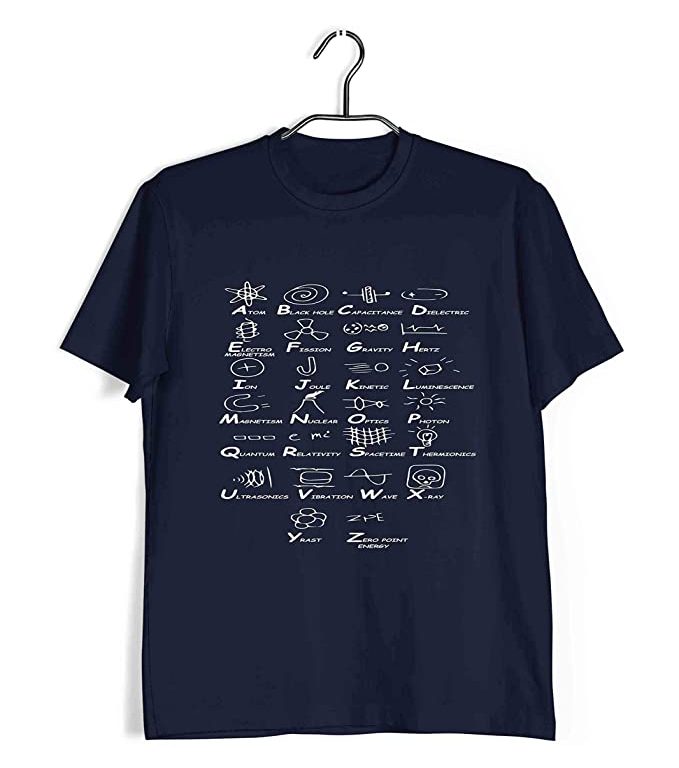 Atom Black hole Capacitance Dielectric
Electro magnetism Fission Gravity Hertz
Ion J Joule Kinetic Luminescence
Magnetism Nuclear Optics Photon
e mc²
Quantum Relativity Spacetime Thermionics
Ultrasonics Vibration Wave X-ray
ZPE
Yrast Zero point energy